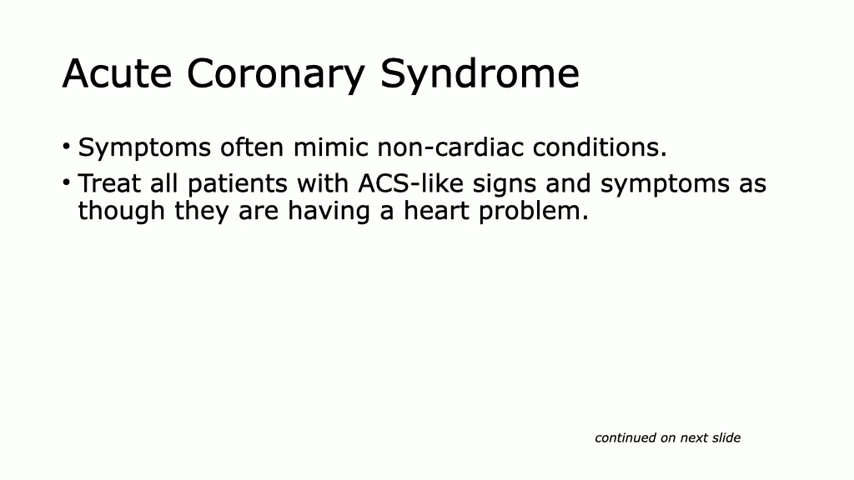 Acute Coronary Syndrome
• Symptoms often mimic non-cardiac conditions.
• Treat all patients with ACS-like signs and symptoms as
though they are having a heart problem.
continued on next slide